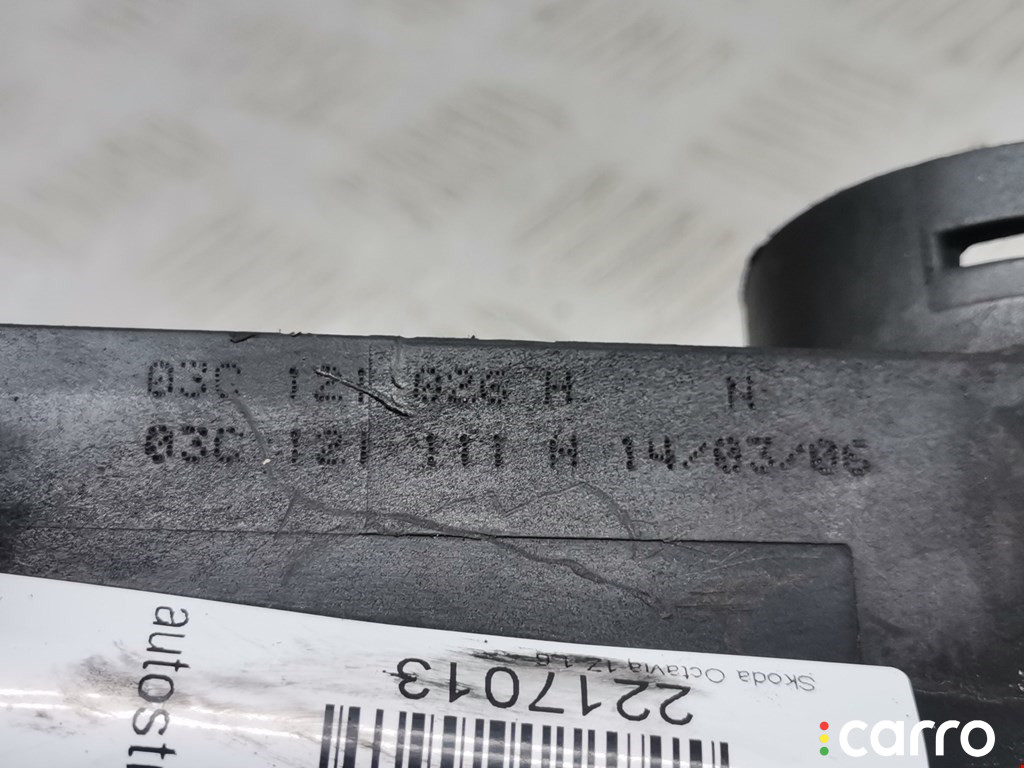 03C 121 026 H N
03C 121 111 H 14/03/06
Skoda Octavia 1Z 1.6
2217013
autost
carro